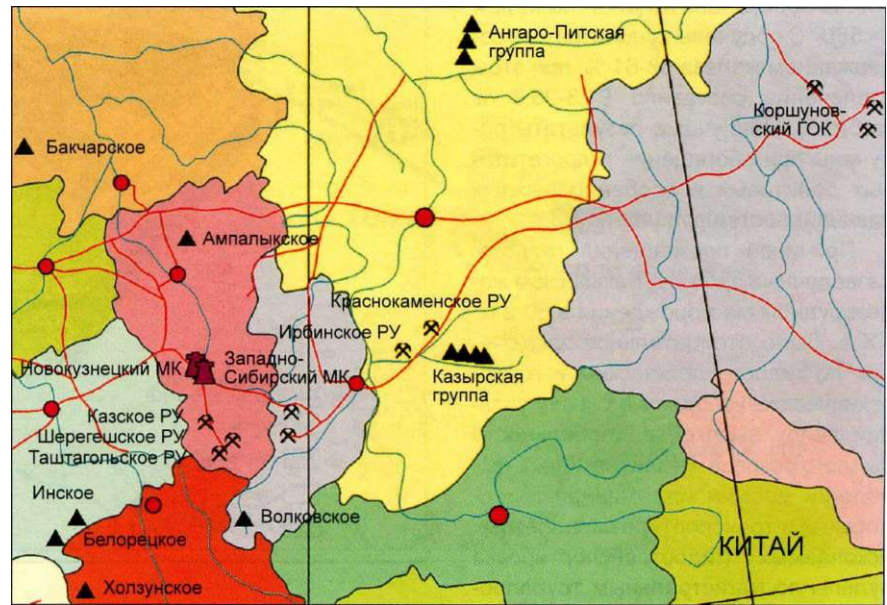 Ангаро-Питская
группа
Коршунов-
ский ГОК
Бакчарское
Ампалыкское
Краснокаменское РУ
Ирбинское РУ
Новокузнецкий МК
Западно-
Сибирский МК
Казырская
группа
Казское РУ
Шерегешское РУ
Таштагольское РУ
Инское
Волковское
Белорецкое
КИТАЙ
Холзунское